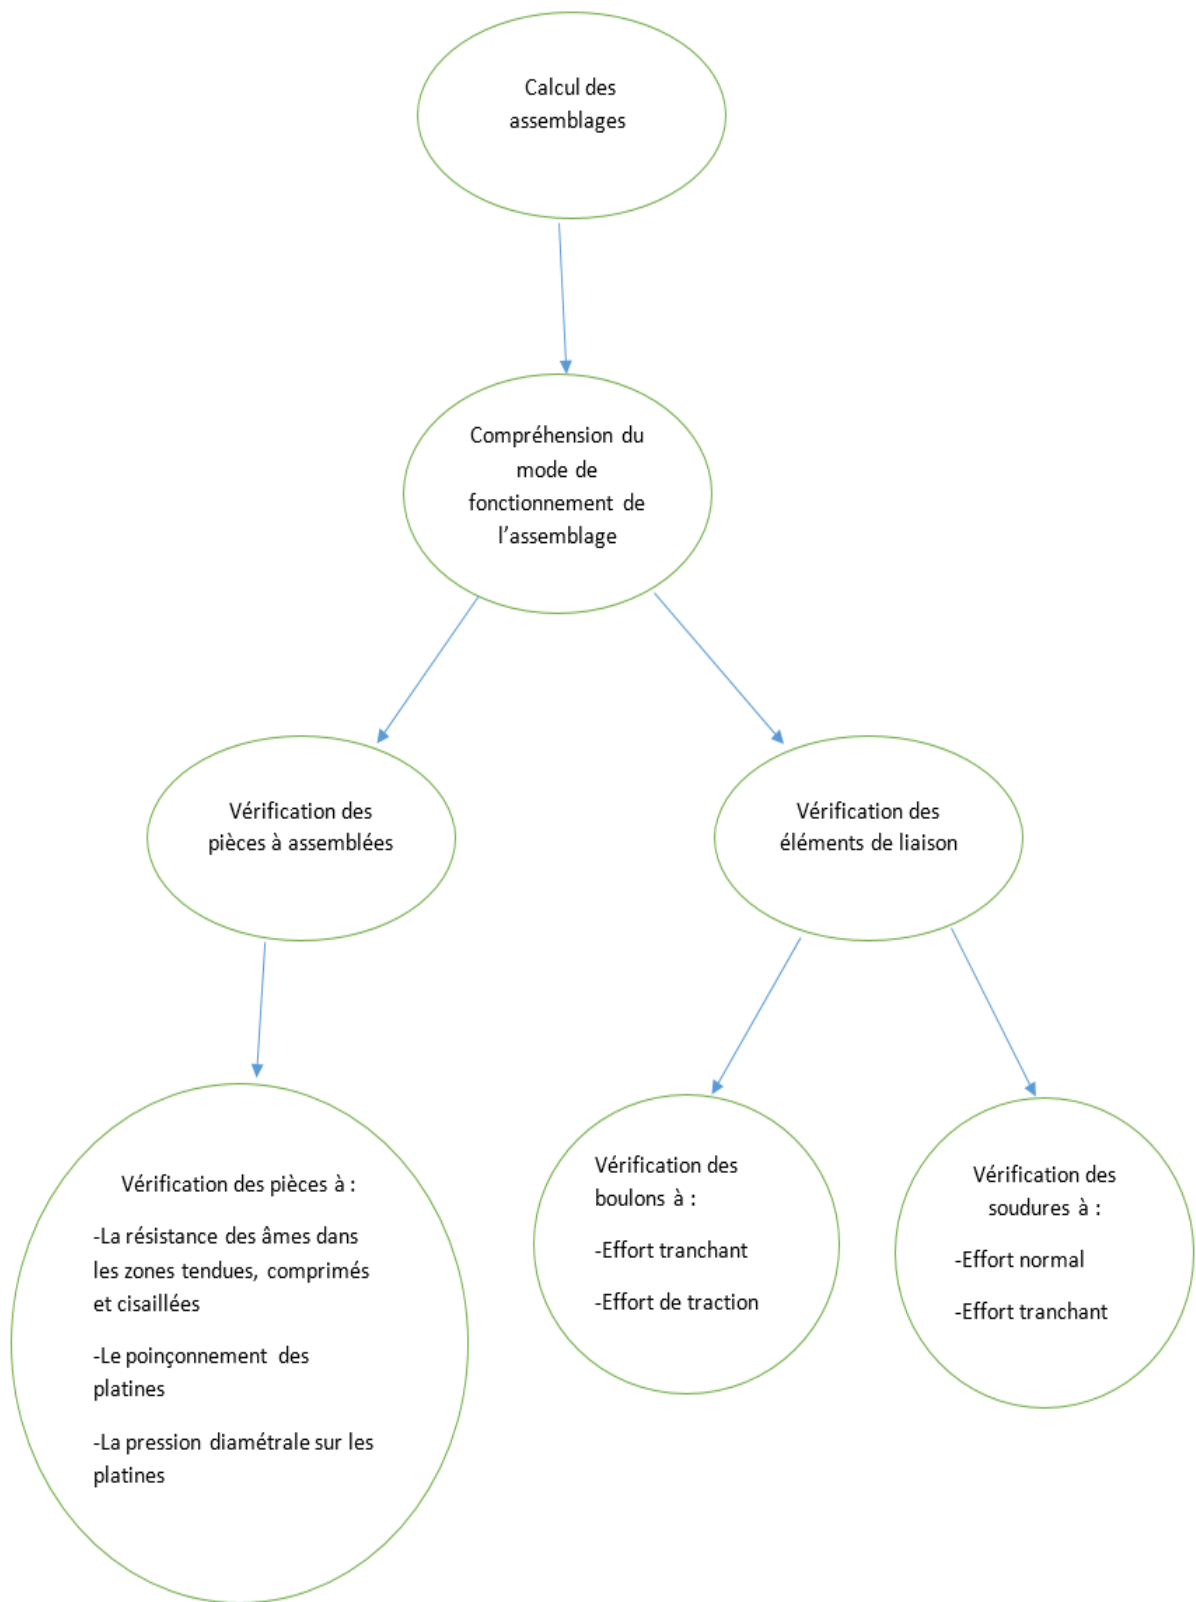 Calcul des
assemblages
Compréhension du
mode de
fonctionnement de
l’assemblage
Vérification des
pièces à assemblées
Vérification des
éléments de liaison
Vérification des pièces à :
-La résistance des âmes dans
les zones tendues, comprimés
et cisaillées
-Le poinçonnement des
platines
-La pression diamétrale sur les
platines
Vérification des
boulons à :
-Effort tranchant
-Effort de traction
Vérification des
soudures à :
-Effort normal
-Effort tranchant